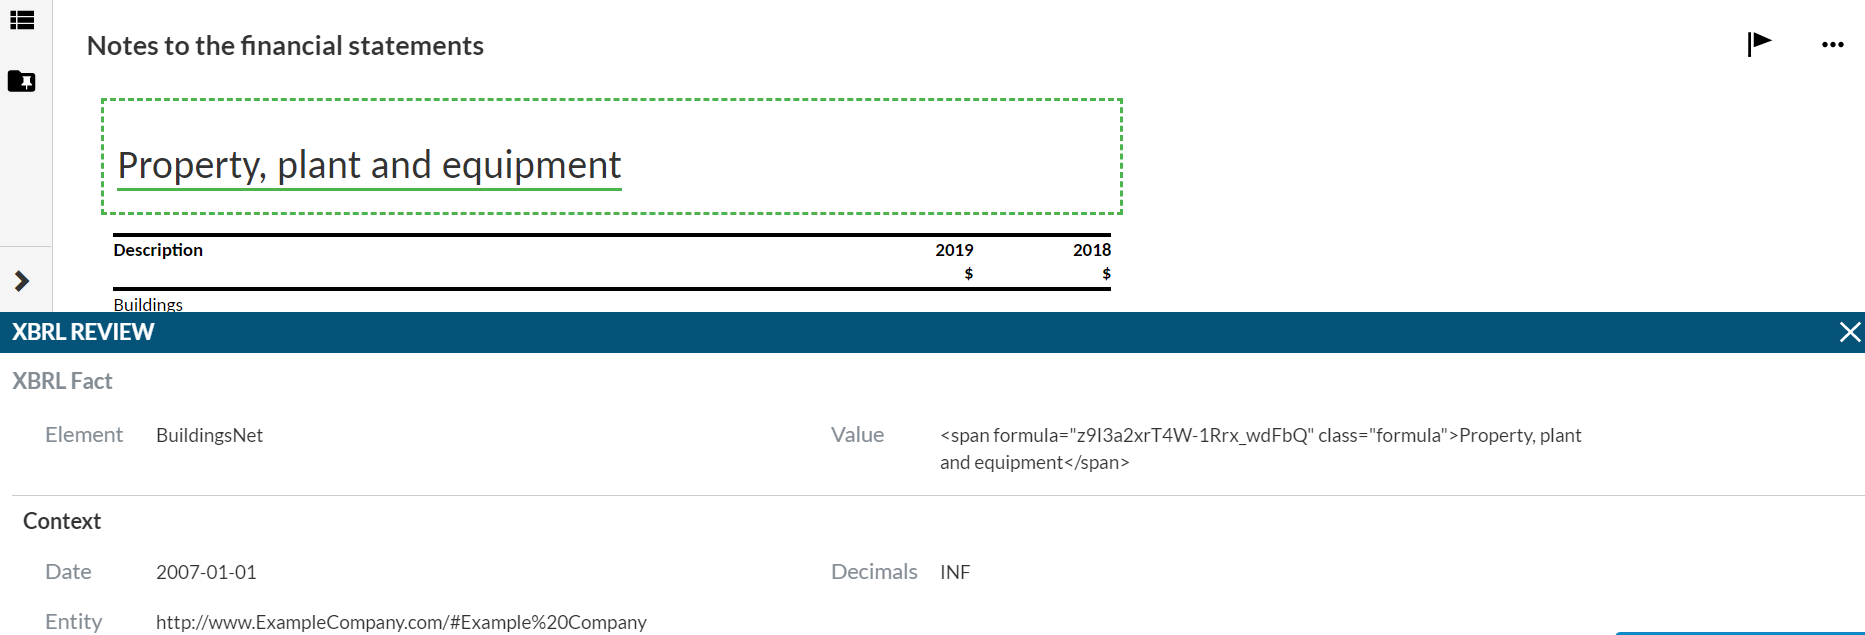 Notes to the financial statements
Property, plant and equipment
Description 2019 2018
$ $
Buildings
XBRL REVIEW
XBRL Fact
Element BuildingsNet Value <span formula="z9I3a2xrT4W-1Rrx_wdFbQ" class="formula">Property, plant
and equipment</span>
Context
Date 2007-01-01 Decimals INF
Entity http://www.ExampleCompany.com/#Example%20Company